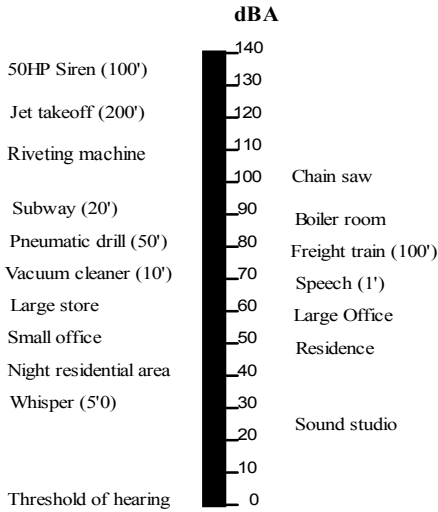 dBA
140
50HP Siren (100')
130
Jet takeoff (200')
120
110
Riveting machine
100
Chain saw
Subway (20')
90
Boiler room
Pneumatic drill (50')
80
Freight train (100')
Vacuum cleaner (10')
70
Speech (1')
Large store
60
Large Office
Small office
50
Residence
Night residential area
40
Whisper (5'0)
30
Sound studio
20
10
Threshold of hearing
0